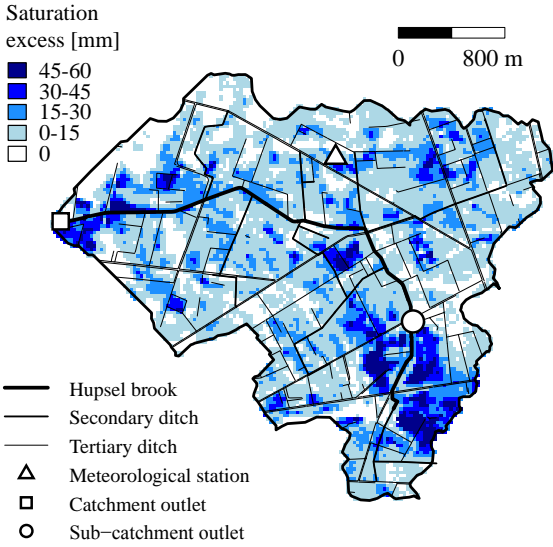 Saturation
excess [mm]
45-60
30-45
15-30
0-15
0
0 800 m
Hupsel brook
Secondary ditch
Tertiary ditch
Meteorological station
Catchment outlet
Sub−catchment outlet